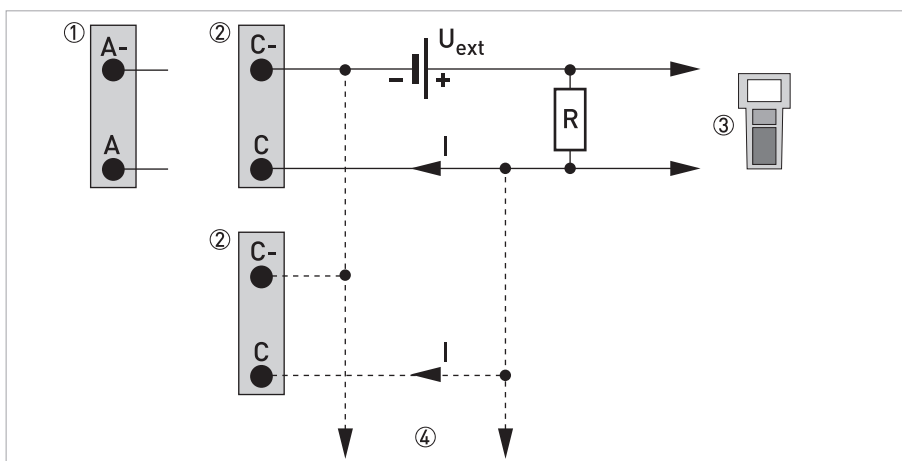 ① A- A
② C- C
- + U ext
R
I
③
② C- C
I
④